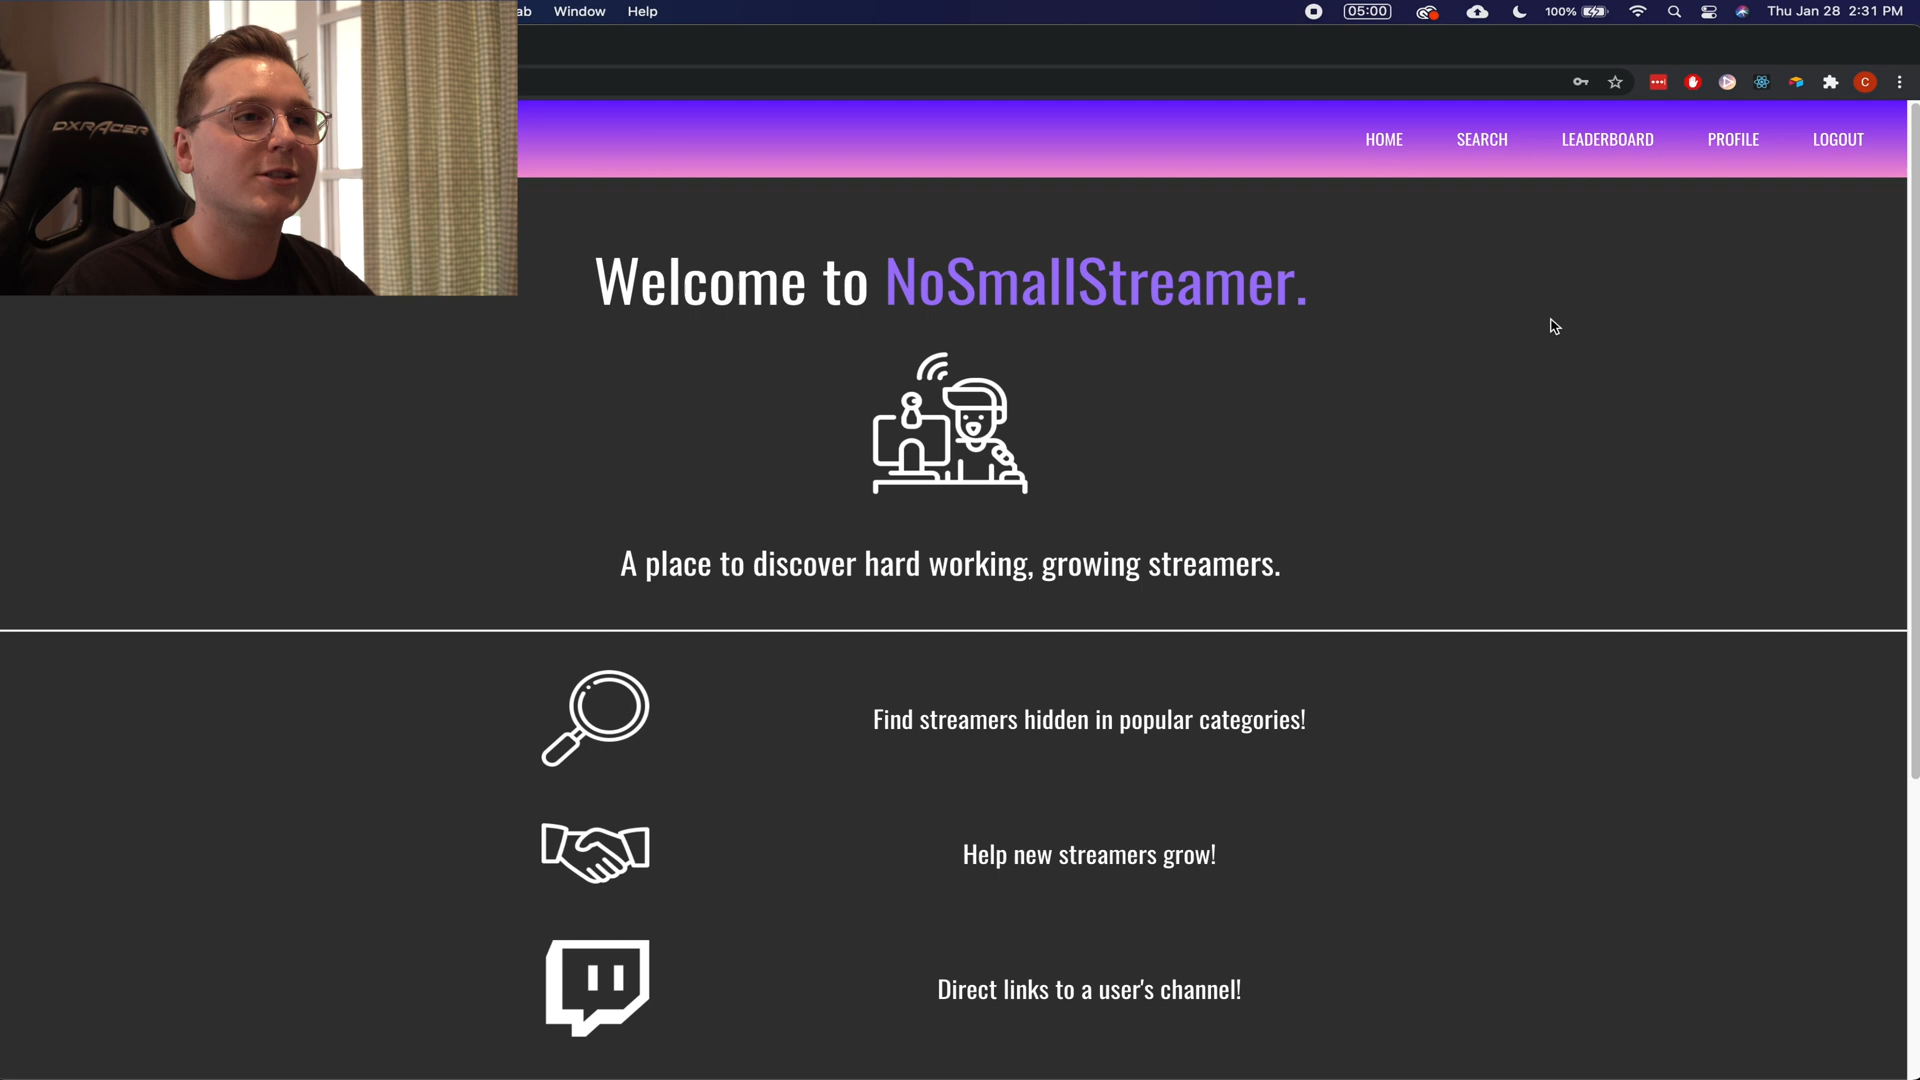 ab Window Help 05:00 100% Thu Jan 28 2:31 PM
C
DXRACER
HOME SEARCH LEADERBOARD PROFILE LOGOUT
Welcome to NoSmallStreamer.
A place to discover hard working, growing streamers.
Find streamers hidden in popular categories!
Help new streamers grow!
Direct links to a user's channel!